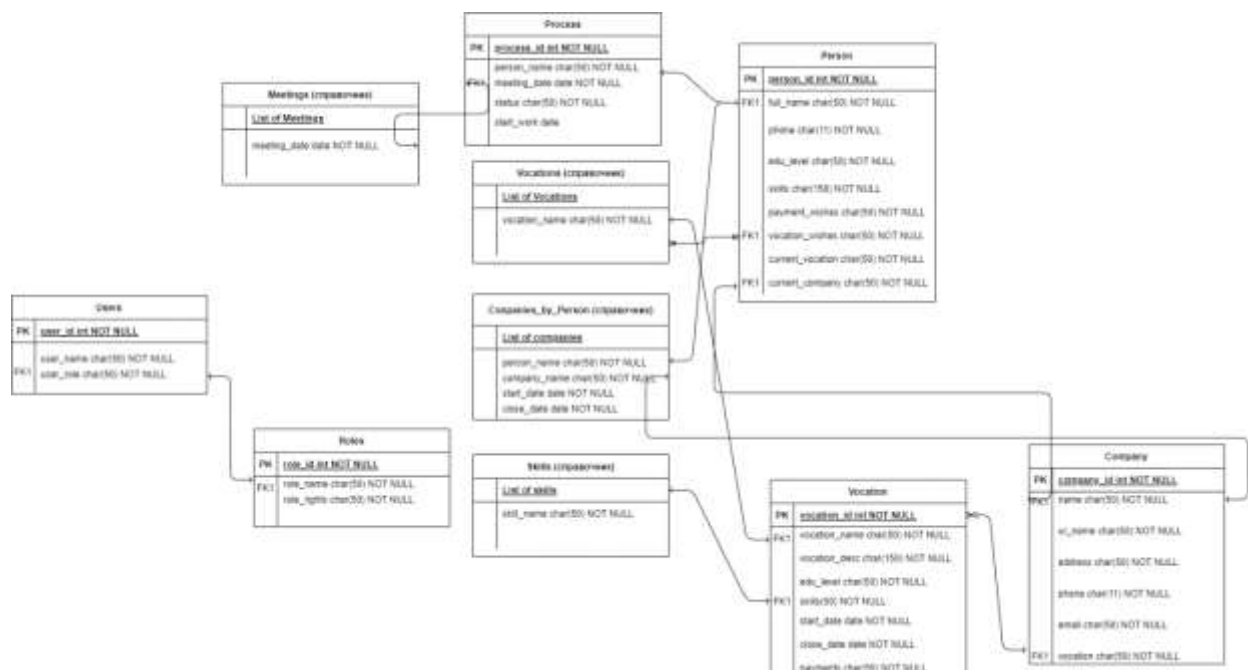 Process
PK process_id int NOT NULL
person_name char(50) NOT NULL
FK1 meeting_date date NOT NULL
status char(50) NOT NULL
start_work date
Person
PK person_id int NOT NULL
FK1 full_name char(50) NOT NULL
phone char(11) NOT NULL
edu_level char(50) NOT NULL
skills char(150) NOT NULL
payment_wishes char(50) NOT NULL
FK1 vocation_wishes char(50) NOT NULL
current_vocation char(50) NOT NULL
FK1 current_company char(50) NOT NULL
Meetings (справочник)
List of Meetings
meeting_date date NOT NULL
Vocations (справочник)
List of Vocations
vocation_name char(50) NOT NULL
Companies_by_Person (справочник)
List of companies
person_name char(50) NOT NULL
company_name char(50) NOT NULL
start_date date NOT NULL
close_date date NOT NULL
Users
PK user_id int NOT NULL
user_name char(50) NOT NULL
FK1 user_role char(50) NOT NULL
Roles
PK role_id int NOT NULL
FK1 role_name char(50) NOT NULL
role_rights char(50) NOT NULL
Skills (справочник)
List of skills
skill_name char(50) NOT NULL
Vocation
PK vocation_id int NOT NULL
FK1 vocation_name char(50) NOT NULL
vocation_desc char(150) NOT NULL
edu_level char(50) NOT NULL
FK1 skills(50) NOT NULL
start_date date NOT NULL
close_date date NOT NULL
payments char(50) NOT NULL
Company
PK company_id int NOT NULL
FK1 name char(50) NOT NULL
ur_name char(50) NOT NULL
address char(50) NOT NULL
phone char(11) NOT NULL
email char(50) NOT NULL
FK1 vocation char(50) NOT NULL